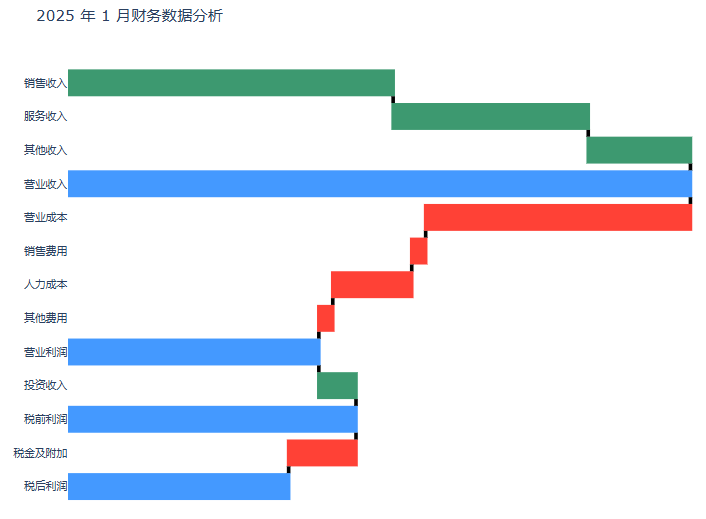 2025 年 1 月财务数据分析
销售收入
服务收入
其他收入
营业收入
营业成本
销售费用
人力成本
其他费用
营业利润
投资收入
税前利润
税金及附加
税后利润